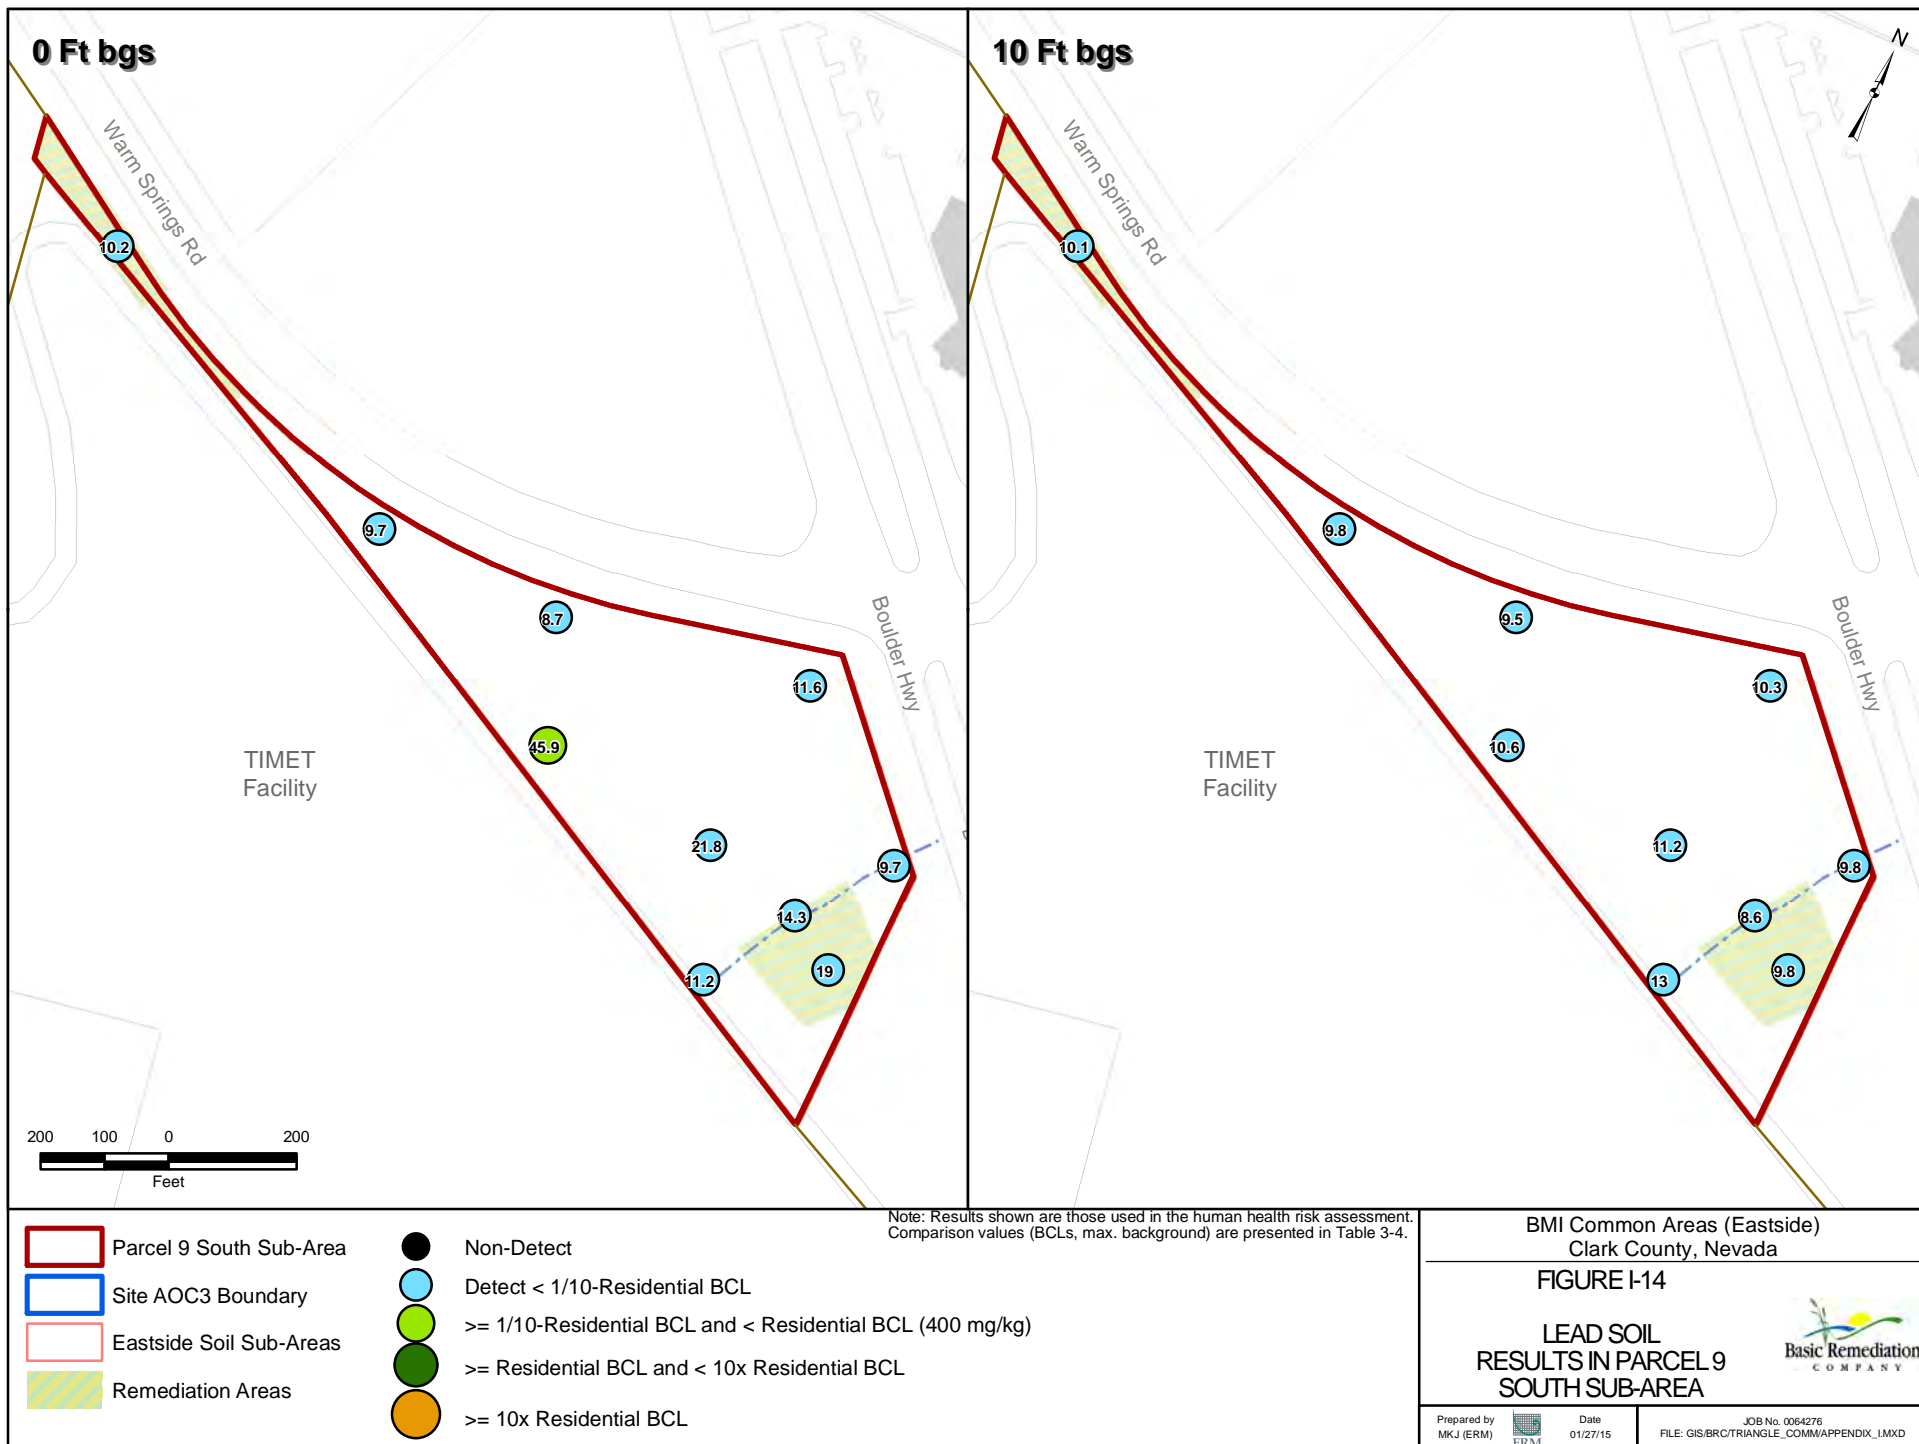 0 Ft bgs
Warm Springs Rd
10.2
9.7
8.7
11.6
Boulder Hwy
45.9
TIMET
Facility
21.8
9.7
14.3
19
11.2
200 100 0 200
Feet
10 Ft bgs
N
Warm Springs Rd
10.1
9.8
9.5
10.3
Boulder Hwy
10.6
TIMET
Facility
11.2
9.8
8.6
9.8
13
Note: Results shown are those used in the human health risk assessment.
Comparison values (BCLs, max. background) are presented in Table 3-4.
Parcel 9 South Sub-Area
Site AOC3 Boundary
Eastside Soil Sub-Areas
Remediation Areas
Non-Detect
Detect < 1/10-Residential BCL
>= 1/10-Residential BCL and < Residential BCL (400 mg/kg)
>= Residential BCL and < 10x Residential BCL
>= 10x Residential BCL
BMI Common Areas (Eastside)
Clark County, Nevada
FIGURE I-14
LEAD SOIL
RESULTS IN PARCEL 9
SOUTH SUB-AREA
Basic Remediation
COMPANY
Prepared by
MKJ (ERM)
ERM
Date
01/27/15
JOB No. 0064276
FILE: GIS/BRC/TRIANGLE_COMM/APPENDIX_I.MXD